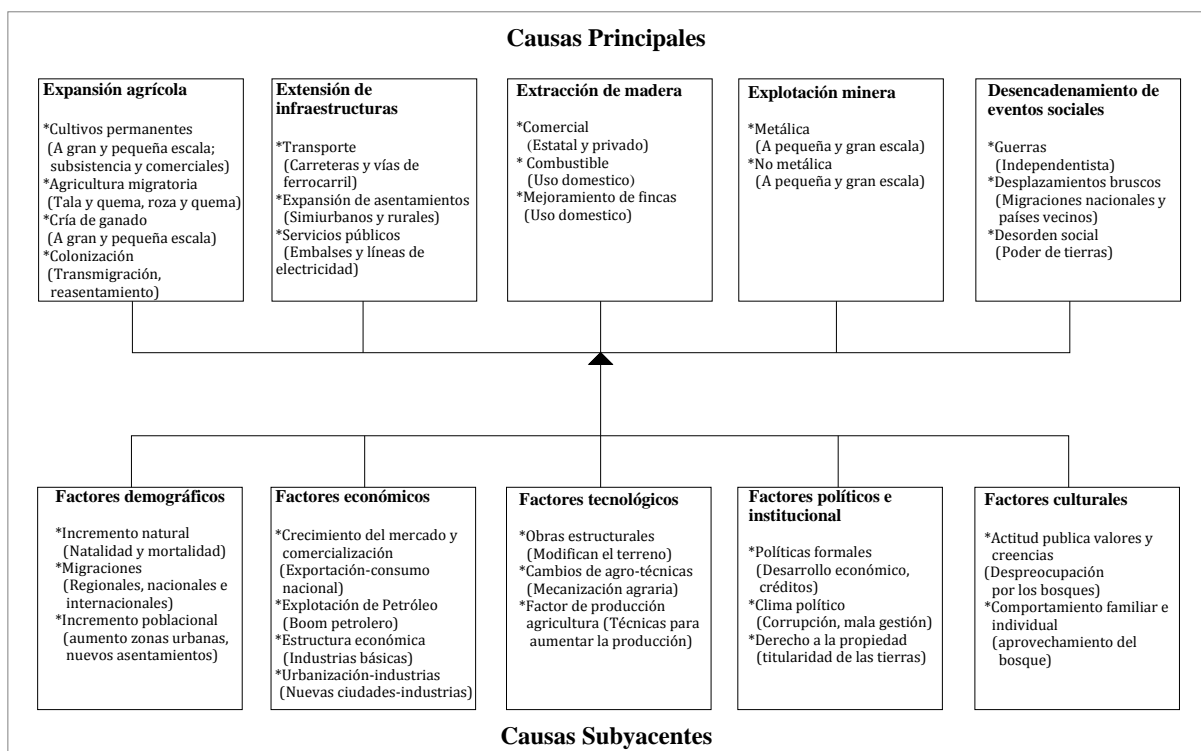 Causas Principales
Expansión agrícola
*Cultivos permanentes
(A gran y pequeña escala;
subsistencia y comerciales)
*Agricultura migratoria
(Tala y quema, roza y quema)
*Cría de ganado
(A gran y pequeña escala)
*Colonización
(Transmigración,
reasentamiento)
Extensión de
infraestructuras
*Transporte
(Carreteras y vías de
ferrocarril)
*Expansión de asentamientos
(Simiurbanos y rurales)
*Servicios públicos
(Embalses y líneas de
electricidad)
Extracción de madera
*Comercial
(Estatal y privado)
* Combustible
(Uso domestico)
*Mejoramiento de fincas
(Uso domestico)
Explotación minera
*Metálica
(A pequeña y gran escala)
*No metálica
(A pequeña y gran escala)
Desencadenamiento de
eventos sociales
*Guerras
(Independentista)
*Desplazamientos bruscos
(Migraciones nacionales y
países vecinos)
*Desorden social
(Poder de tierras)
Factores demográficos
*Incremento natural
(Natalidad y mortalidad)
*Migraciones
(Regionales, nacionales e
internacionales)
*Incremento poblacional
(aumento zonas urbanas,
nuevos asentamientos)
Factores económicos
*Crecimiento del mercado y
comercialización
(Exportación-consumo
nacional)
*Explotación de Petróleo
(Boom petrolero)
*Estructura económica
(Industrias básicas)
*Urbanización-industrias
(Nuevas ciudades-industrias)
Factores tecnológicos
*Obras estructurales
(Modifican el terreno)
*Cambios de agro-técnicas
(Mecanización agraria)
*Factor de producción
agricultura (Técnicas para
aumentar la producción)
Factores políticos e
institucional
*Políticas formales
(Desarrollo económico,
créditos)
*Clima político
(Corrupción, mala gestión)
*Derecho a la propiedad
(titularidad de las tierras)
Factores culturales
*Actitud publica valores y
creencias
(Despreocupación
por los bosques)
*Comportamiento familiar e
individual
(aprovechamiento del
bosque)
Causas Subyacentes